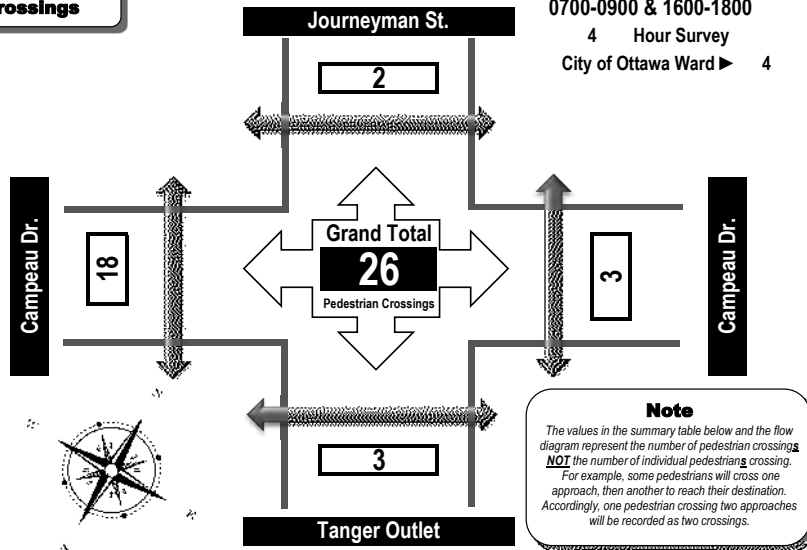 rossings
Journeyman St.
0700-0900 & 1600-1800
4 Hour Survey
City of Ottawa Ward ► 4
2
Campeau Dr.
18
Grand Total
26
Pedestrian Crossings
3
Campeau Dr.
3
Tanger Outlet
Note
The values in the summary table below and the flow
diagram represent the number of pedestrian crossings
NOT the number of individual pedestrians crossing.
For example, some pedestrians will cross one
approach, then another to reach their destination.
Accordingly, one pedestrian crossing two approaches
will be recorded as two crossings.